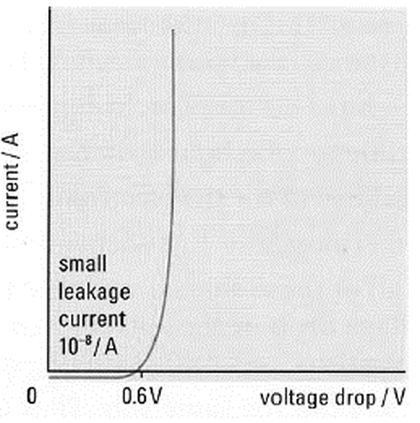 current / A
small
leakage
current
10⁻⁸/ A
0
0.6V
voltage drop / V